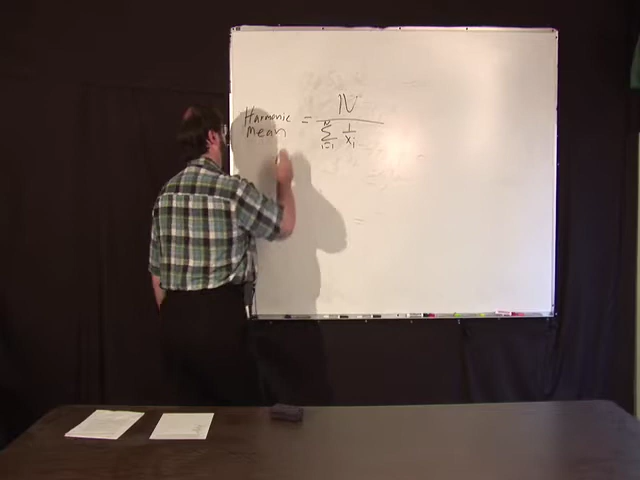 Harmonic
Mean
=
N
N
Σ
i=1
1
xi
=